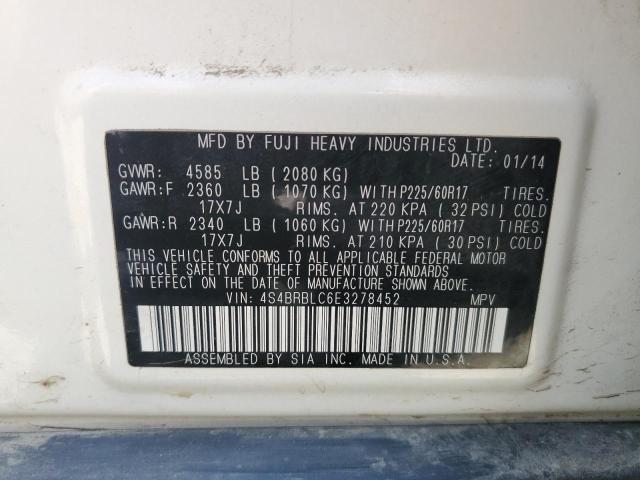 MFD BY FUJI HEAVY INDUSTRIES LTD.
DATE: 01/14
GVWR: 4585 LB ( 2080 KG)
GAWR:F 2360 LB ( 1070 KG) WITH P225/60R17 TIRES.
17X7J RIMS. AT 220 KPA ( 32 PSI) COLD
GAWR:R 2340 LB ( 1060 KG) WITH P225/60R17 TIRES.
17X7J RIMS. AT 210 KPA ( 30 PSI) COLD
THIS VEHICLE CONFORMS TO ALL APPLICABLE FEDERAL MOTOR
VEHICLE SAFETY AND THEFT PREVENTION STANDARDS
IN EFFECT ON THE DATE OF MANUFACTURE SHOWN ABOVE.
VIN: 4S4BRBLC6E3278452 MPV
ASSEMBLED BY SIA INC. MADE IN U.S.A.